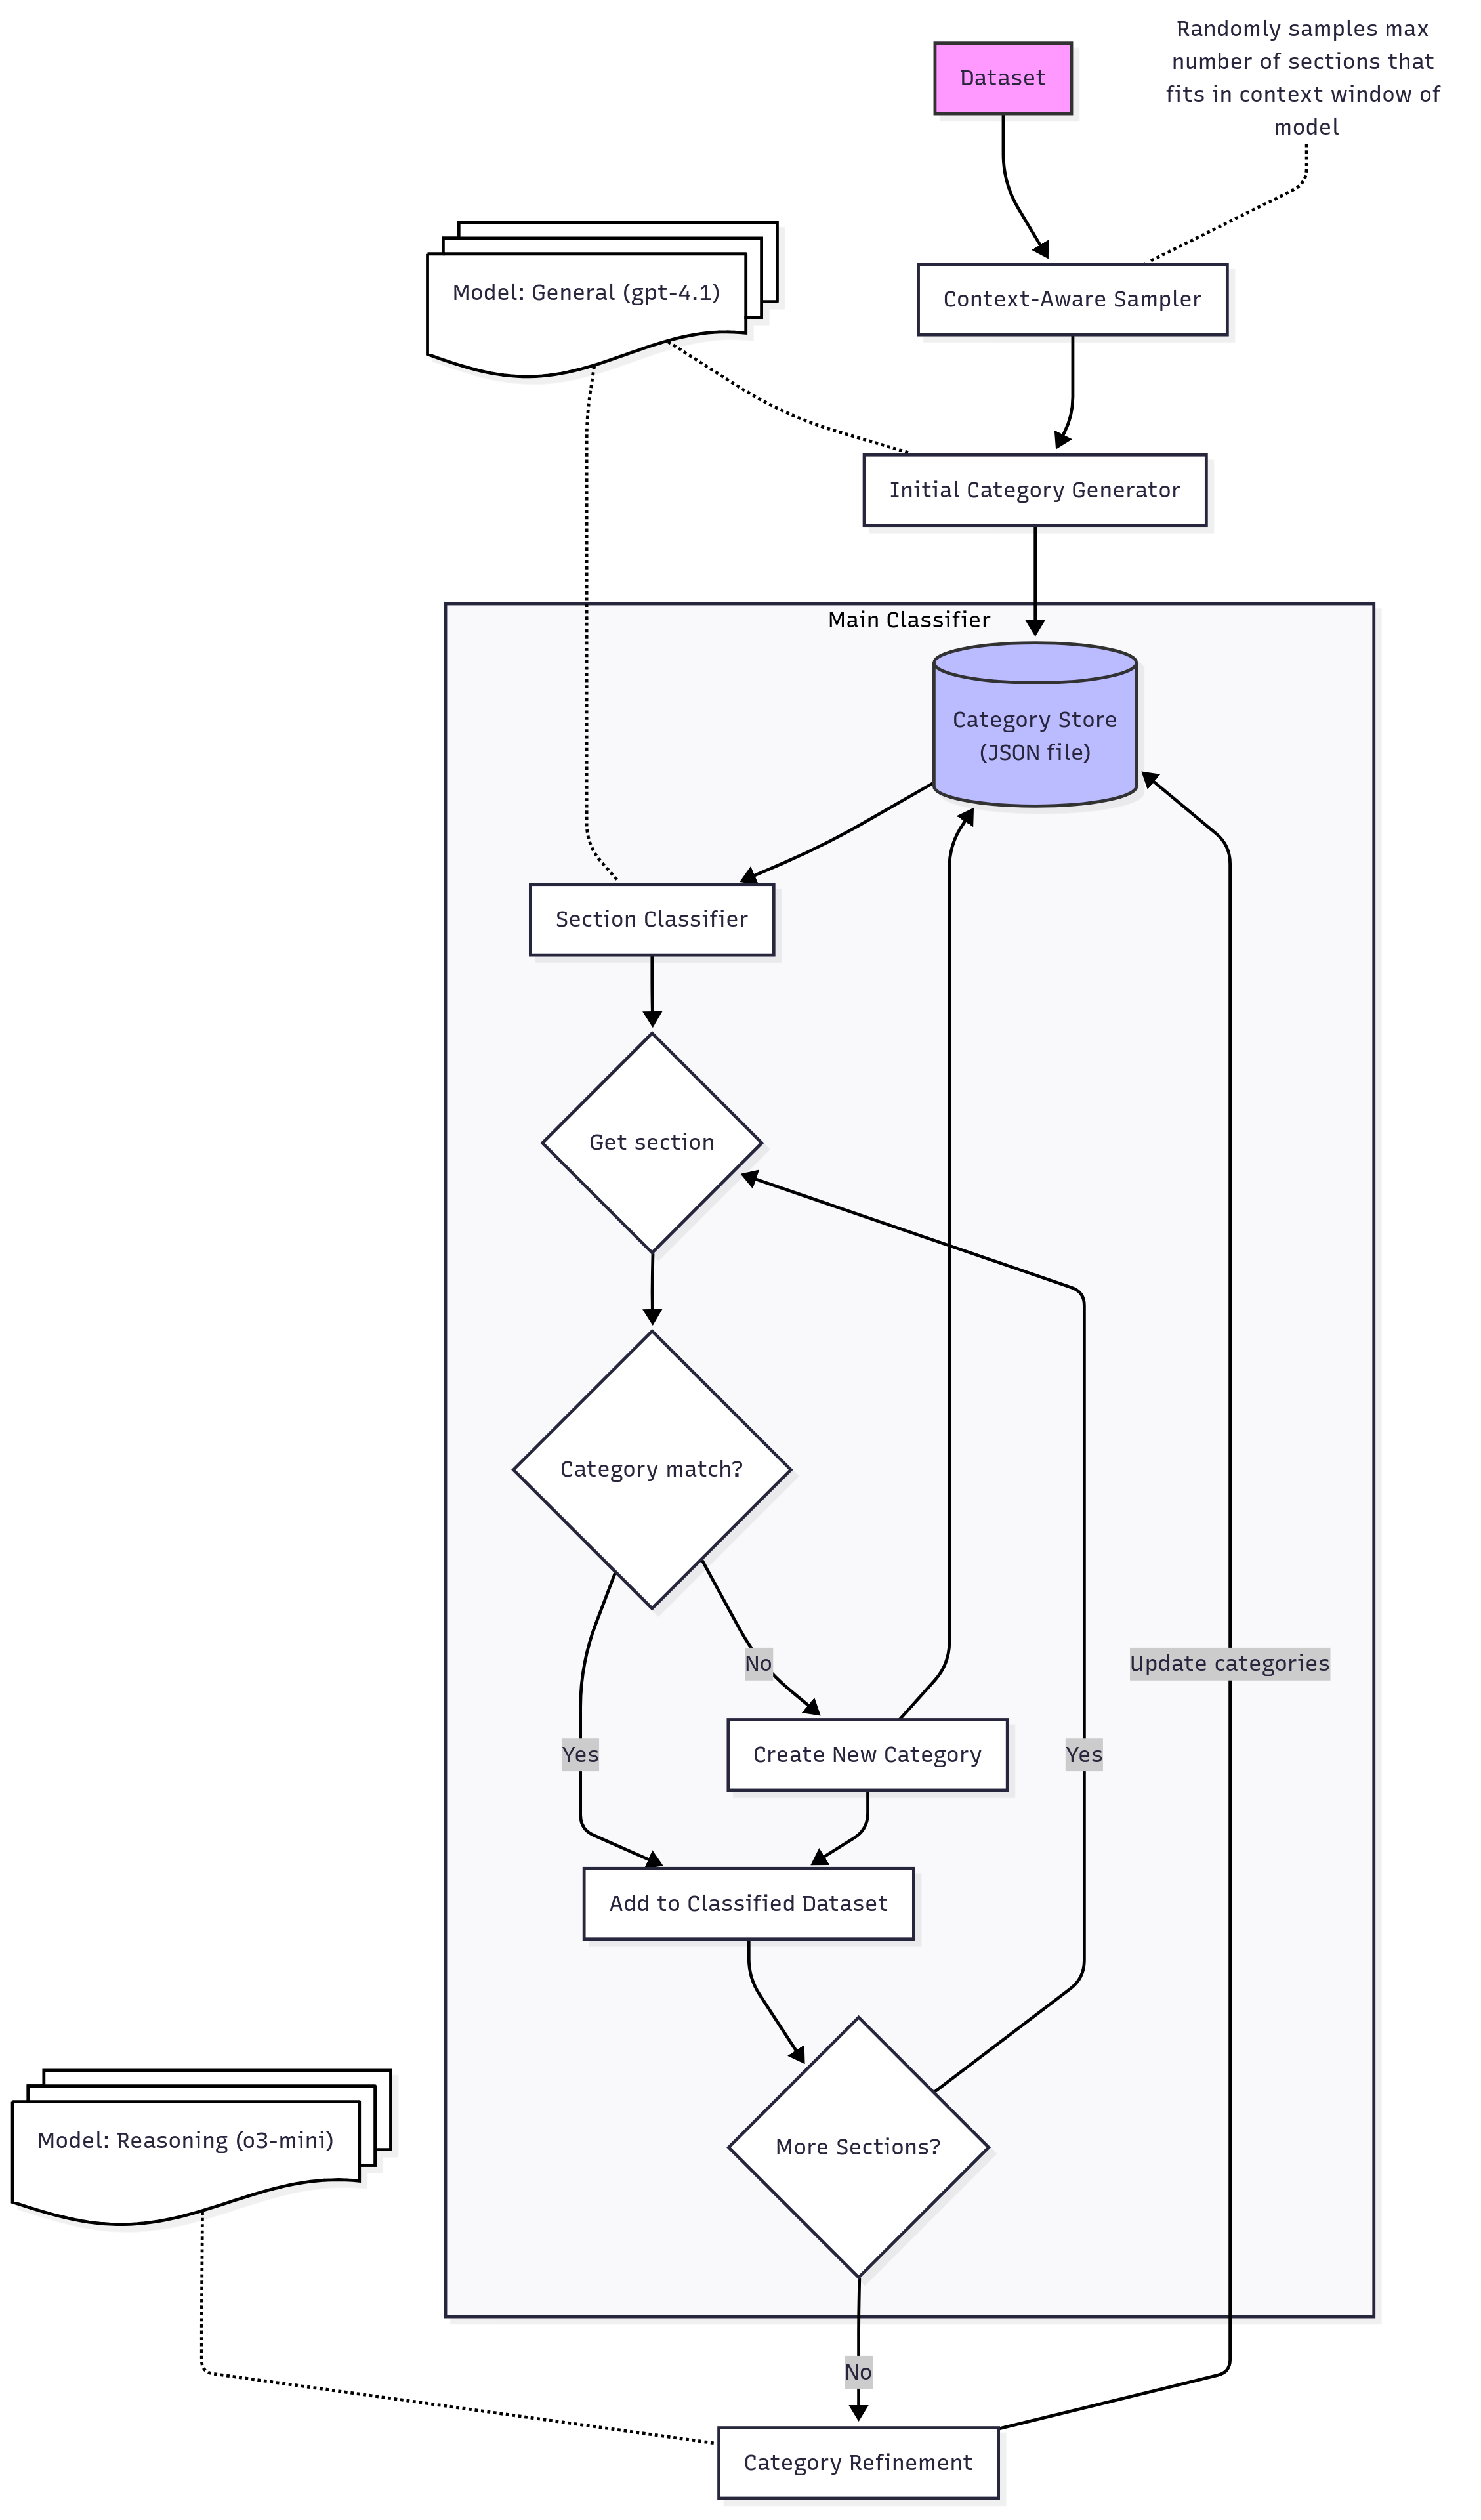 Randomly samples max
number of sections that
fits in context window of
model
Dataset
Model: General (gpt-4.1)
Context-Aware Sampler
Initial Category Generator
Main Classifier
Category Store
(JSON file)
Section Classifier
Get section
Category match?
No
Update categories
Yes
Create New Category
Yes
Add to Classified Dataset
Model: Reasoning (o3-mini)
More Sections?
No
Category Refinement